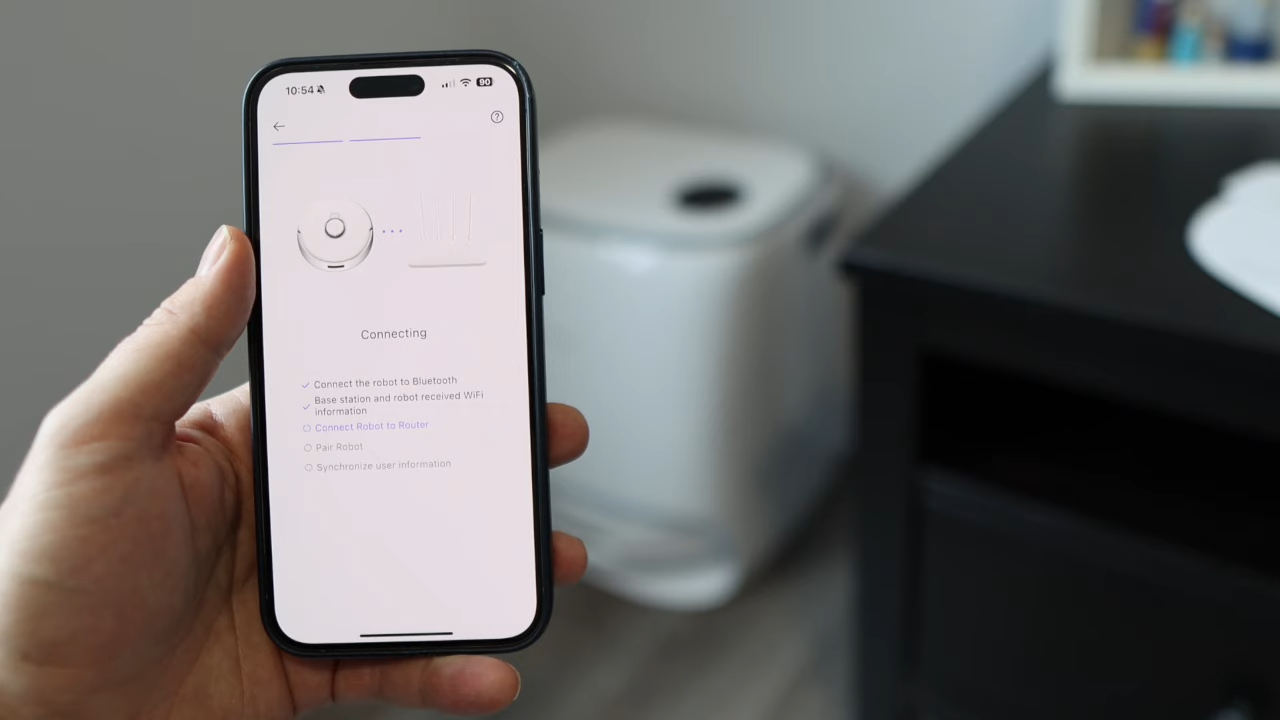 10:54
90
Connecting
Connect the robot to Bluetooth
Base station and robot received WiFi
information
Connect Robot to Router
Pair Robot
Synchronize user information